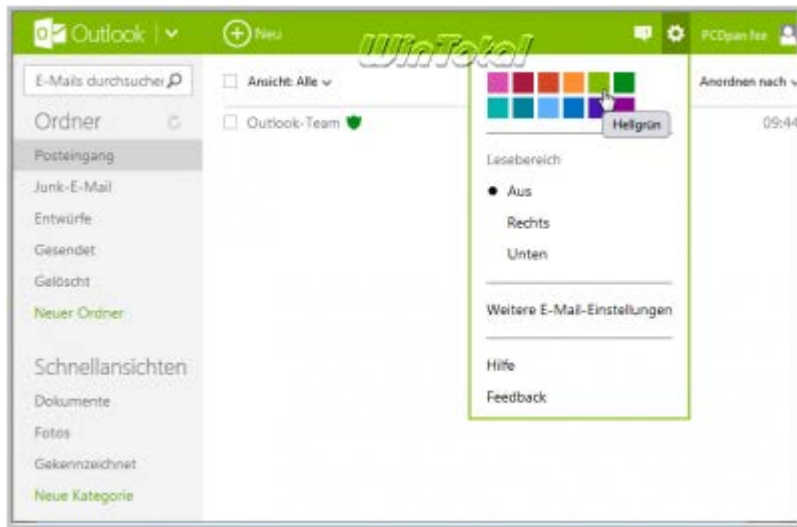 Outlook
Neu
WinTotal
PCDpan fee
E-Mails durchsuchen
Ansicht: Alle
Anordnen nach
Ordner
Outlook-Team
Hellgrün
09:44
Posteingang
Junk-E-Mail
Entwürfe
Gesendet
Gelöscht
Neuer Ordner
Schnellansichten
Dokumente
Fotos
Gekennzeichnet
Neue Kategorie
Lesebereich
Aus
Rechts
Unten
Weitere E-Mail-Einstellungen
Hilfe
Feedback